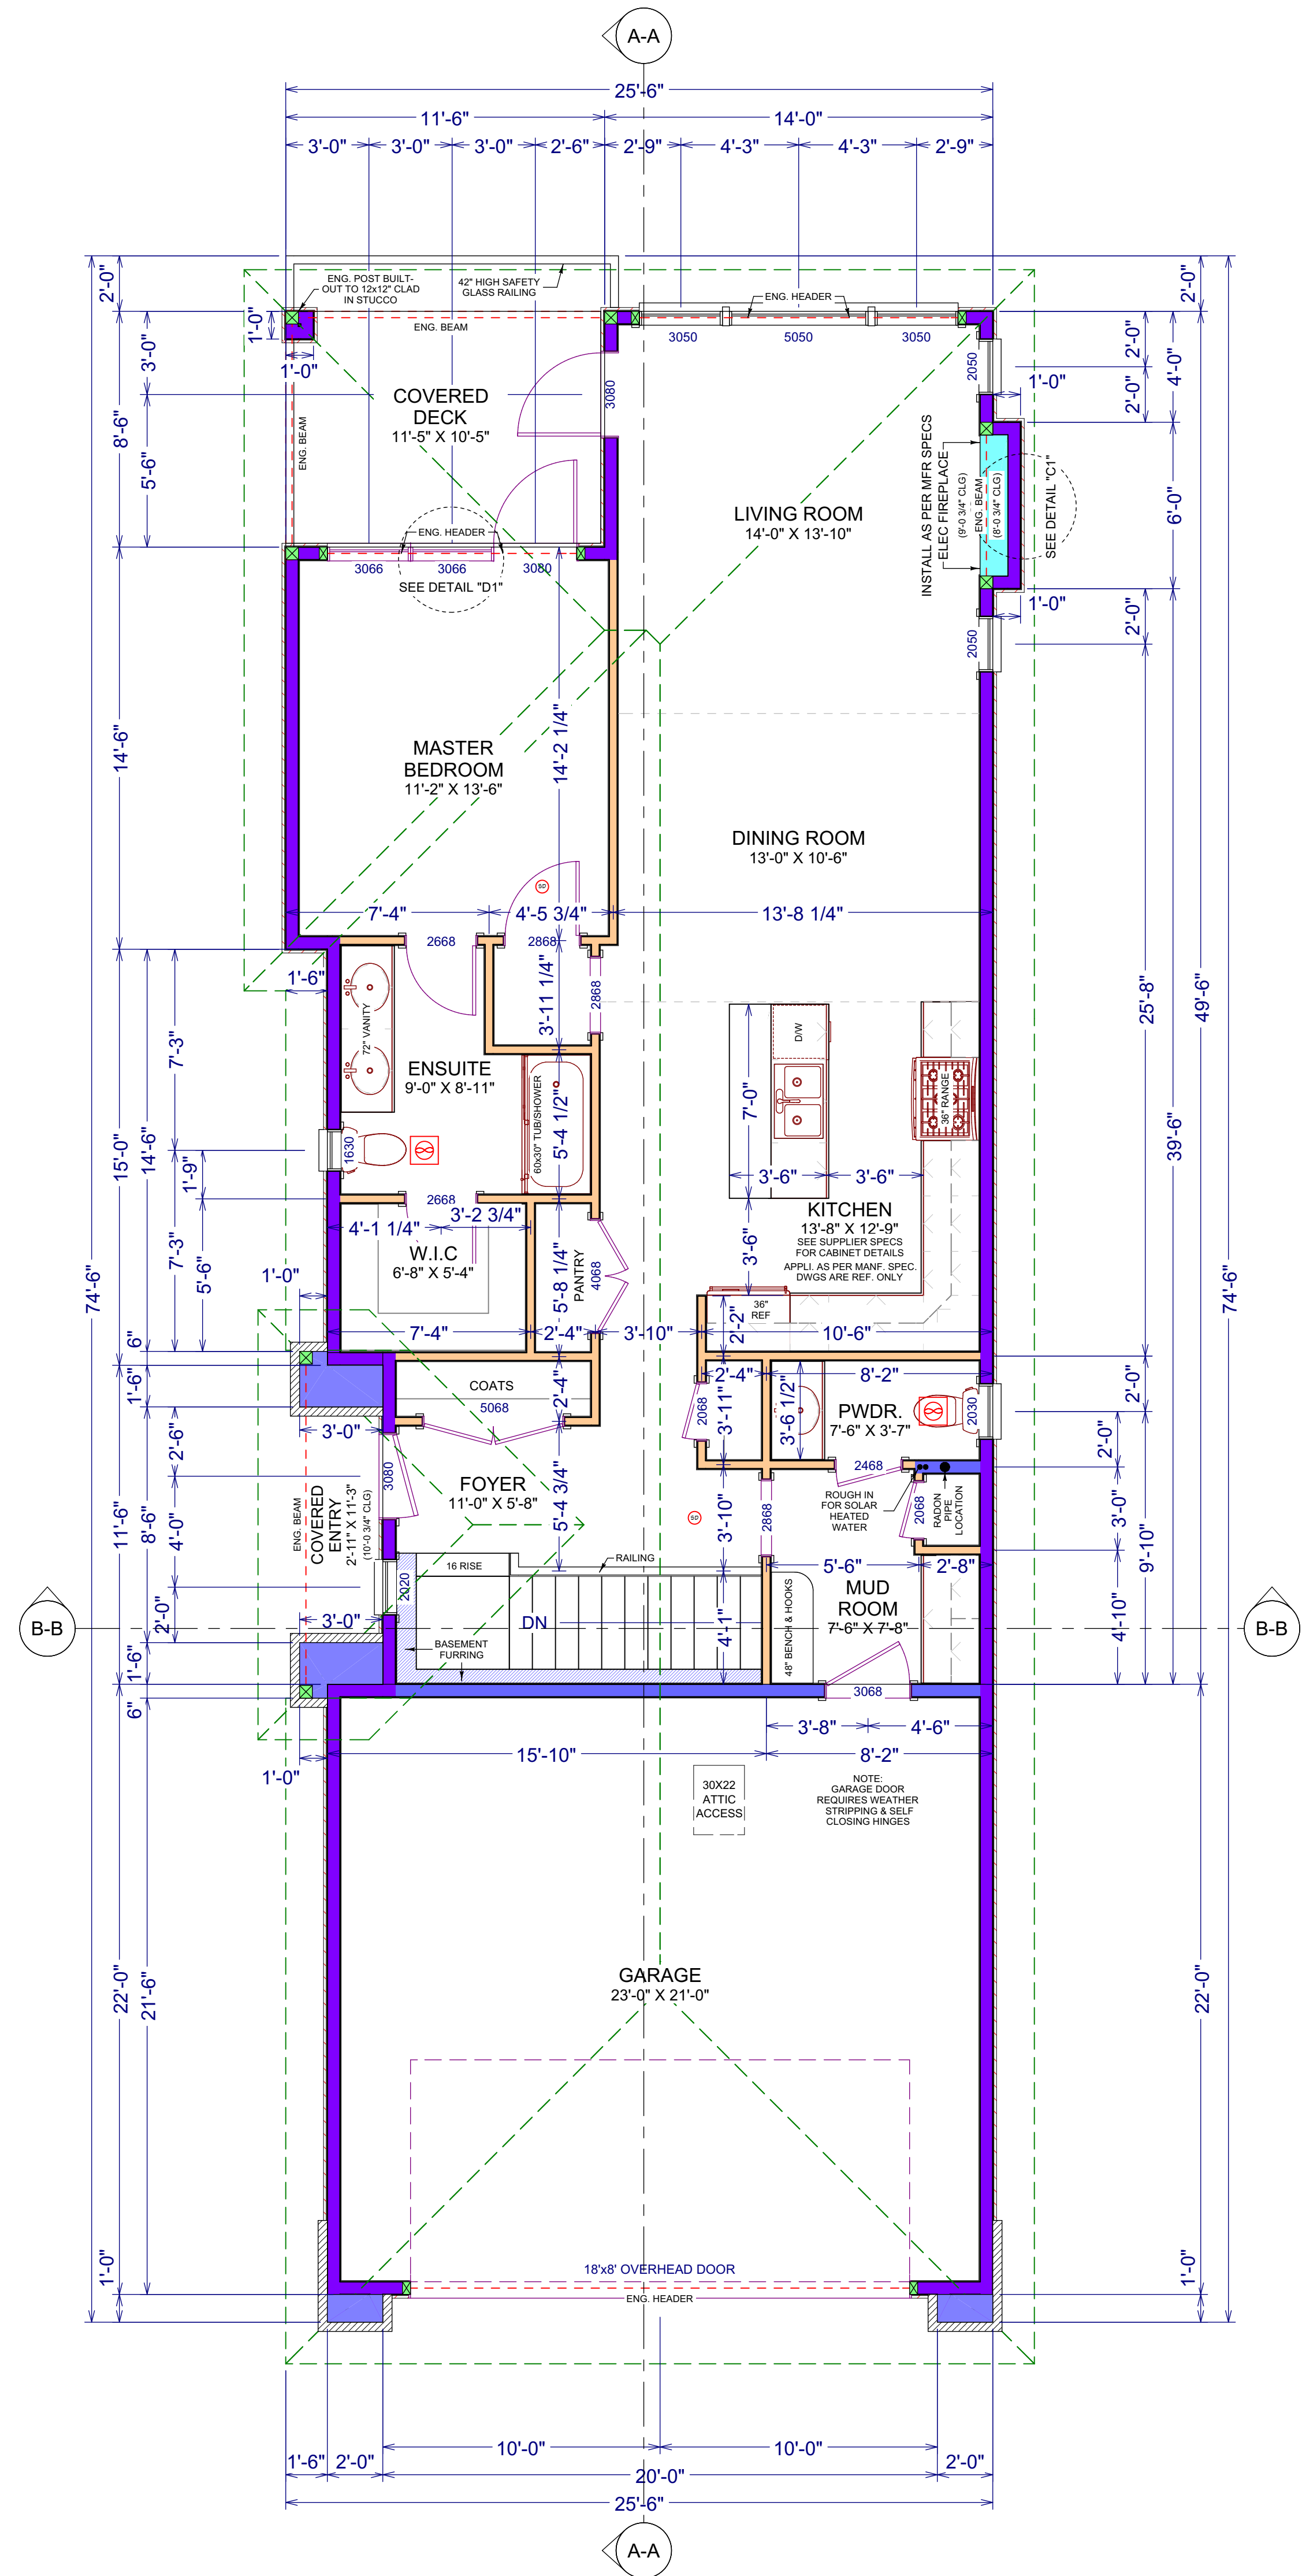 A-A
25'-6"
11'-6"
14'-0"
3'-0"
3'-0"
3'-0"
2'-6"
2'-9"
4'-3"
4'-3"
2'-9"
2'-0"
1'-0"
3'-0"
8'-6"
5'-6"
ENG. POST BUILT-
OUT TO 12x12" CLAD
IN STUCCO
42" HIGH SAFETY
GLASS RAILING
ENG. BEAM
1'-0"
ENG. BEAM
COVERED
DECK
11'-5" X 10'-5"
3080
ENG. HEADER
3066
3066
3080
SEE DETAIL "D1"
ENG. HEADER
3050
5050
3050
2050
LIVING ROOM
14'-0" X 13'-10"
INSTALL AS PER MFR SPECS
ELEC FIREPLACE
(9'-0 3/4" CLG)
ENG. BEAM
(8'-0 3/4" CLG)
SEE DETAIL "C1"
1'-0"
1'-0"
2050
2'-0"
2'-0"
2'-0"
4'-0"
6'-0"
2'-0"
14'-6"
MASTER
BEDROOM
11'-2" X 13'-6"
14'-2 1/4"
DINING ROOM
13'-0" X 10'-6"
SD
7'-4"
4'-5 3/4"
13'-8 1/4"
2668
2868
2868
1'-6"
3'-11 1/4"
72" VANITY
ENSUITE
9'-0" X 8'-11"
60x30" TUB/SHOWER
5'-4 1/2"
1630
2668
7'-3"
1'-9"
15'-0"
14'-6"
7'-3"
5'-6"
74'-6"
D/W
7'-0"
36" RANGE
3'-6"
3'-6"
KITCHEN
13'-8" X 12'-9"
SEE SUPPLIER SPECS
FOR CABINET DETAILS
APPLI. AS PER MANF. SPEC.
DWGS ARE REF. ONLY
3'-6"
36"
REF
25'-8"
49'-6"
39'-6"
74'-6"
4'-1 1/4"
3'-2 3/4"
W.I.C
6'-8" X 5'-4"
5'-8 1/4"
PANTRY
4068
1'-0"
7'-4"
2'-4"
3'-10"
2'-2"
10'-6"
6"
1'-6"
3'-0"
COATS
5068
2'-4"
2'-4"
8'-2"
2068
3'-11"
3'-6 1/2"
PWDR.
7'-6" X 3'-7"
2030
2468
2'-0"
2'-0"
2'-6"
11'-6"
8'-6"
4'-0"
2'-0"
ENG. BEAM
COVERED
ENTRY
2'-11" X 11'-3"
(10'-0 3/4" CLG)
3080
FOYER
11'-0" X 5'-8"
5'-4 3/4"
SD
3'-10"
2868
ROUGH IN
FOR SOLAR
HEATED
WATER
2068
RADON
PIPE
LOCATION
3'-0"
9'-10"
4'-10"
16 RISE
RAILING
2020
3'-0"
DN
BASEMENT
FURRING
4'-1"
5'-6"
2'-8"
MUD
ROOM
7'-6" X 7'-8"
48" BENCH & HOOKS
B-B
B-B
1'-6"
6"
3068
3'-8"
4'-6"
15'-10"
8'-2"
1'-0"
30X22
ATTIC
ACCESS
NOTE:
GARAGE DOOR
REQUIRES WEATHER
STRIPPING & SELF
CLOSING HINGES
22'-0"
21'-6"
22'-0"
GARAGE
23'-0" X 21'-0"
18'x8' OVERHEAD DOOR
ENG. HEADER
1'-0"
1'-0"
10'-0"
10'-0"
1'-6"
2'-0"
20'-0"
2'-0"
25'-6"
A-A